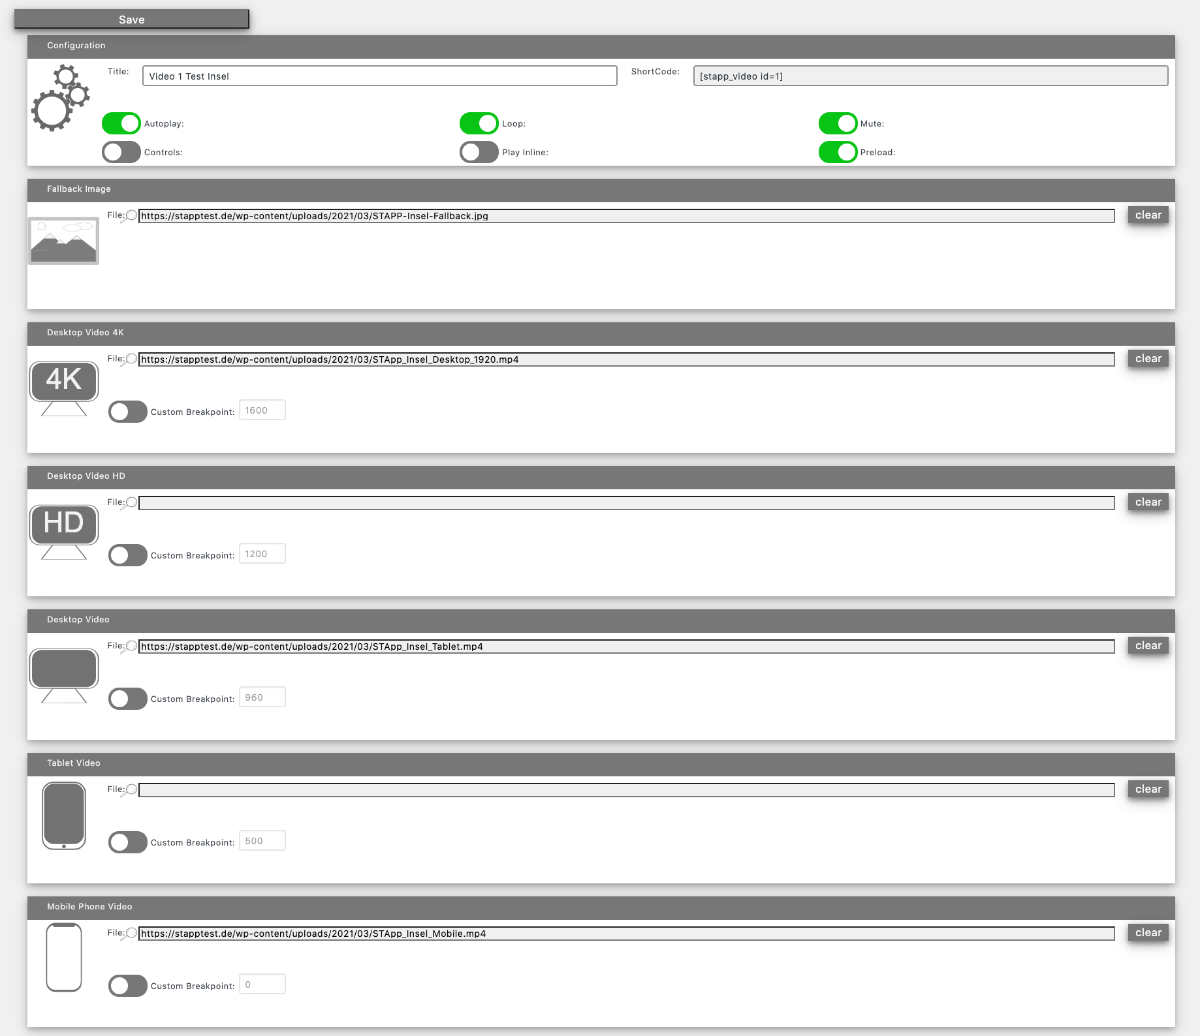 Save
Configuration
Title: Video 1 Test Insel ShortCode: [stapp_video id=1]
Autoplay: Loop: Mute:
Controls: Play Inline: Preload:
Fallback Image
File: https://stapptest.de/wp-content/uploads/2021/03/STAPP-Insel-Fallback.jpg clear
Desktop Video 4K
File: https://stapptest.de/wp-content/uploads/2021/03/STApp_Insel_Desktop_1920.mp4 clear
4K
Custom Breakpoint: 1600
Desktop Video HD
File: clear
HD
Custom Breakpoint: 1200
Desktop Video
File: https://stapptest.de/wp-content/uploads/2021/03/STApp_Insel_Tablet.mp4 clear
Custom Breakpoint: 960
Tablet Video
File: clear
Custom Breakpoint: 500
Mobile Phone Video
File: https://stapptest.de/wp-content/uploads/2021/03/STApp_Insel_Mobile.mp4 clear
Custom Breakpoint: 0